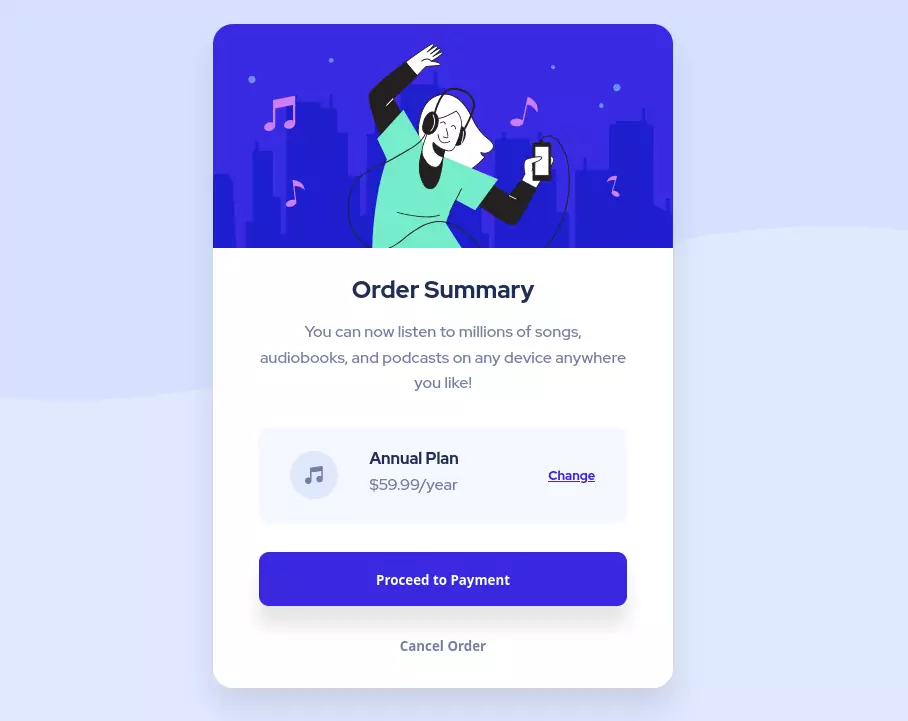 Order Summary
You can now listen to millions of songs,
audiobooks, and podcasts on any device anywhere
you like!
Annual Plan
$59.99/year
Change
Proceed to Payment
Cancel Order